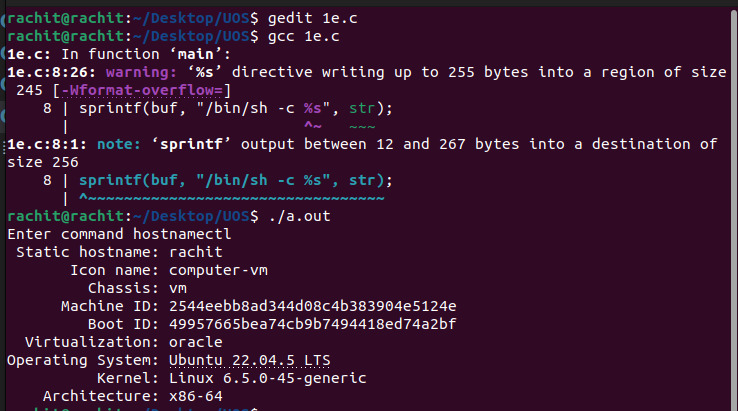 rachit@rachit:~/Desktop/UOS$ gedit 1e.c
rachit@rachit:~/Desktop/UOS$ gcc 1e.c
1e.c: In function ‘main’:
1e.c:8:26: warning: ‘%s’ directive writing up to 255 bytes into a region of size
 245 [-Wformat-overflow=]
    8 | sprintf(buf, "/bin/sh -c %s", str);
      |                          ^~   ~~~
1e.c:8:1: note: ‘sprintf’ output between 12 and 267 bytes into a destination of
size 256
    8 | sprintf(buf, "/bin/sh -c %s", str);
      | ^~~~~~~~~~~~~~~~~~~~~~~~~~~~~~~~~~
rachit@rachit:~/Desktop/UOS$ ./a.out
Enter command hostnamectl
 Static hostname: rachit
       Icon name: computer-vm
         Chassis: vm
      Machine ID: 2544eebb8ad344d08c4b383904e5124e
         Boot ID: 49957665bea74cb9b7494418ed74a2bf
  Virtualization: oracle
Operating System: Ubuntu 22.04.5 LTS
          Kernel: Linux 6.5.0-45-generic
    Architecture: x86-64
rachit@rachit:~/Desktop/UOS$